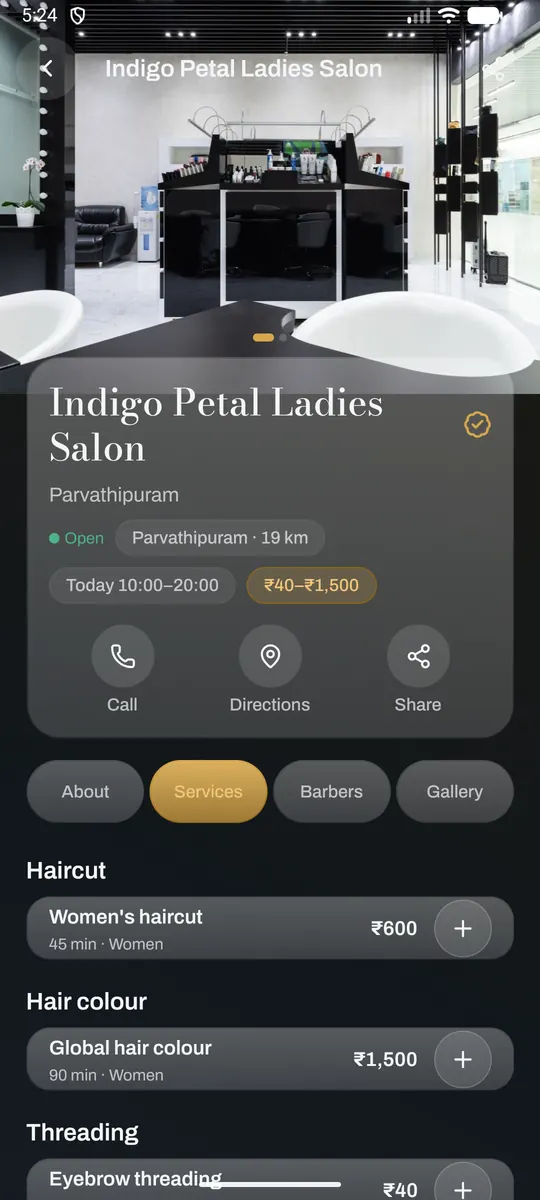 5:24
Indigo Petal Ladies Salon
Indigo Petal Ladies
Salon
Parvathipuram
Open
Parvathipuram · 19 km
Today 10:00–20:00
₹40–₹1,500
Call
Directions
Share
About
Services
Barbers
Gallery
Haircut
Women's haircut
₹600
45 min · Women
Hair colour
Global hair colour
₹1,500
90 min · Women
Threading
Eyebrow threading
₹40